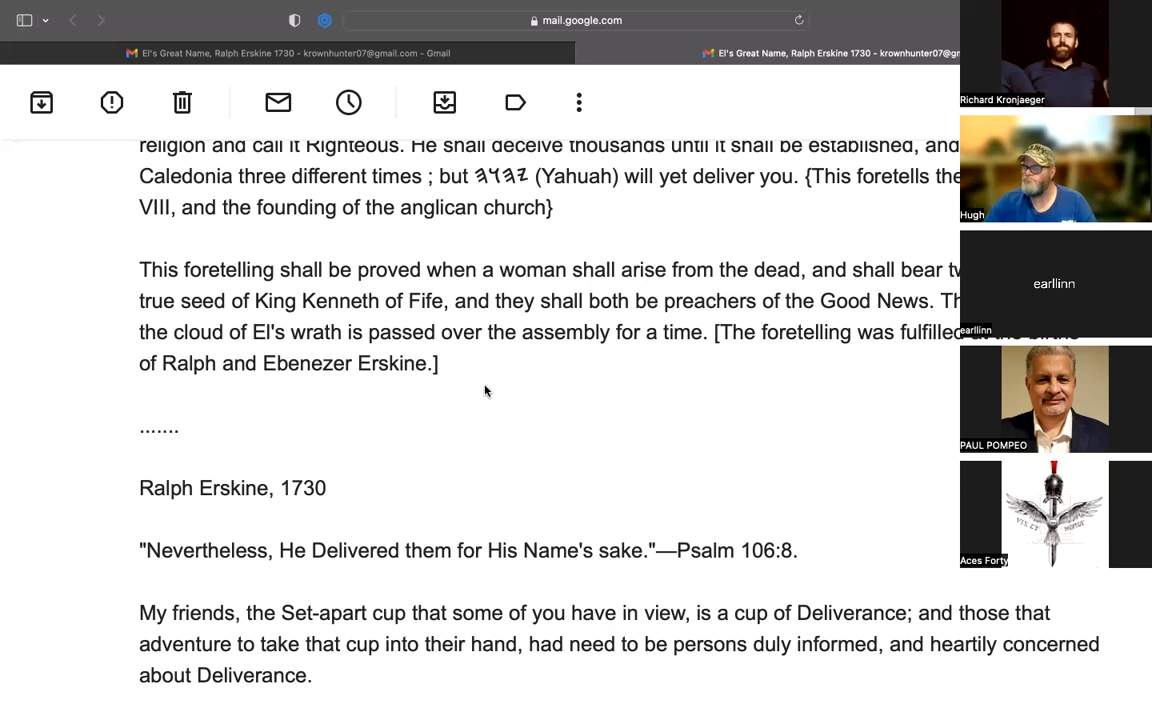 mail.google.com
El's Great Name, Ralph Erskine 1730 - krownhunter07@gmail.com - Gmail
El's Great Name, Ralph Erskine 1730 - krownhunter07@gm
religion and call it Righteous. He shall deceive thousands until it shall be established, and
Caledonia three different times ; but 𐤄𐤅𐤄𐤉 (Yahuah) will yet deliver you. {This foretells the
VIII, and the founding of the anglican church}
This foretelling shall be proved when a woman shall arise from the dead, and shall bear tw
true seed of King Kenneth of Fife, and they shall both be preachers of the Good News. Th
the cloud of El's wrath is passed over the assembly for a time. [The foretelling was fulfilled at the births
of Ralph and Ebenezer Erskine.]
.......
Ralph Erskine, 1730
"Nevertheless, He Delivered them for His Name's sake."—Psalm 106:8.
My friends, the Set-apart cup that some of you have in view, is a cup of Deliverance; and those that
adventure to take that cup into their hand, had need to be persons duly informed, and heartily concerned
about Deliverance.
Richard Kronjaeger
Hugh
earllinn
earllinn
PAUL POMPEO
Aces Forty